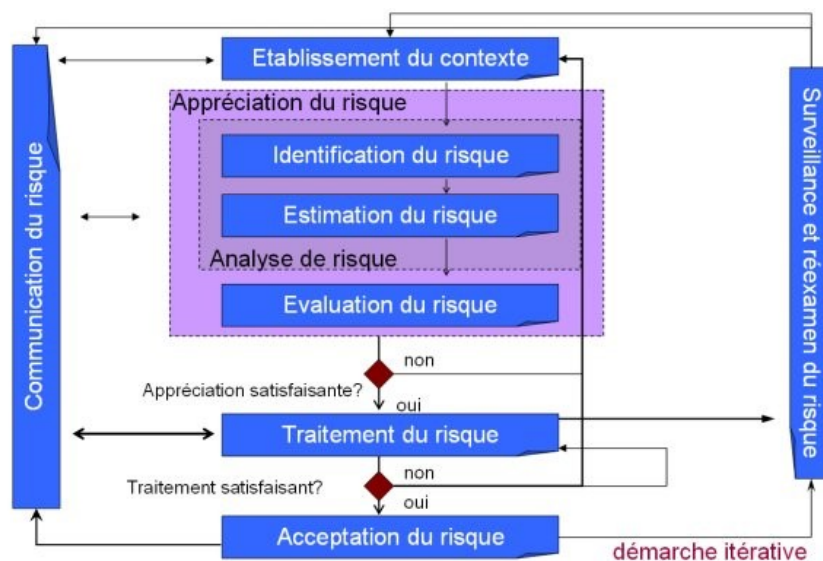 Etablissement du contexte
Appréciation du risque
Identification du risque
Estimation du risque
Analyse de risque
Evaluation du risque
non
Appréciation satisfaisante?
oui
Traitement du risque
non
Traitement satisfaisant?
oui
Acceptation du risque
démarche itérative
Communication du risque
Surveillance et réexamen du risque